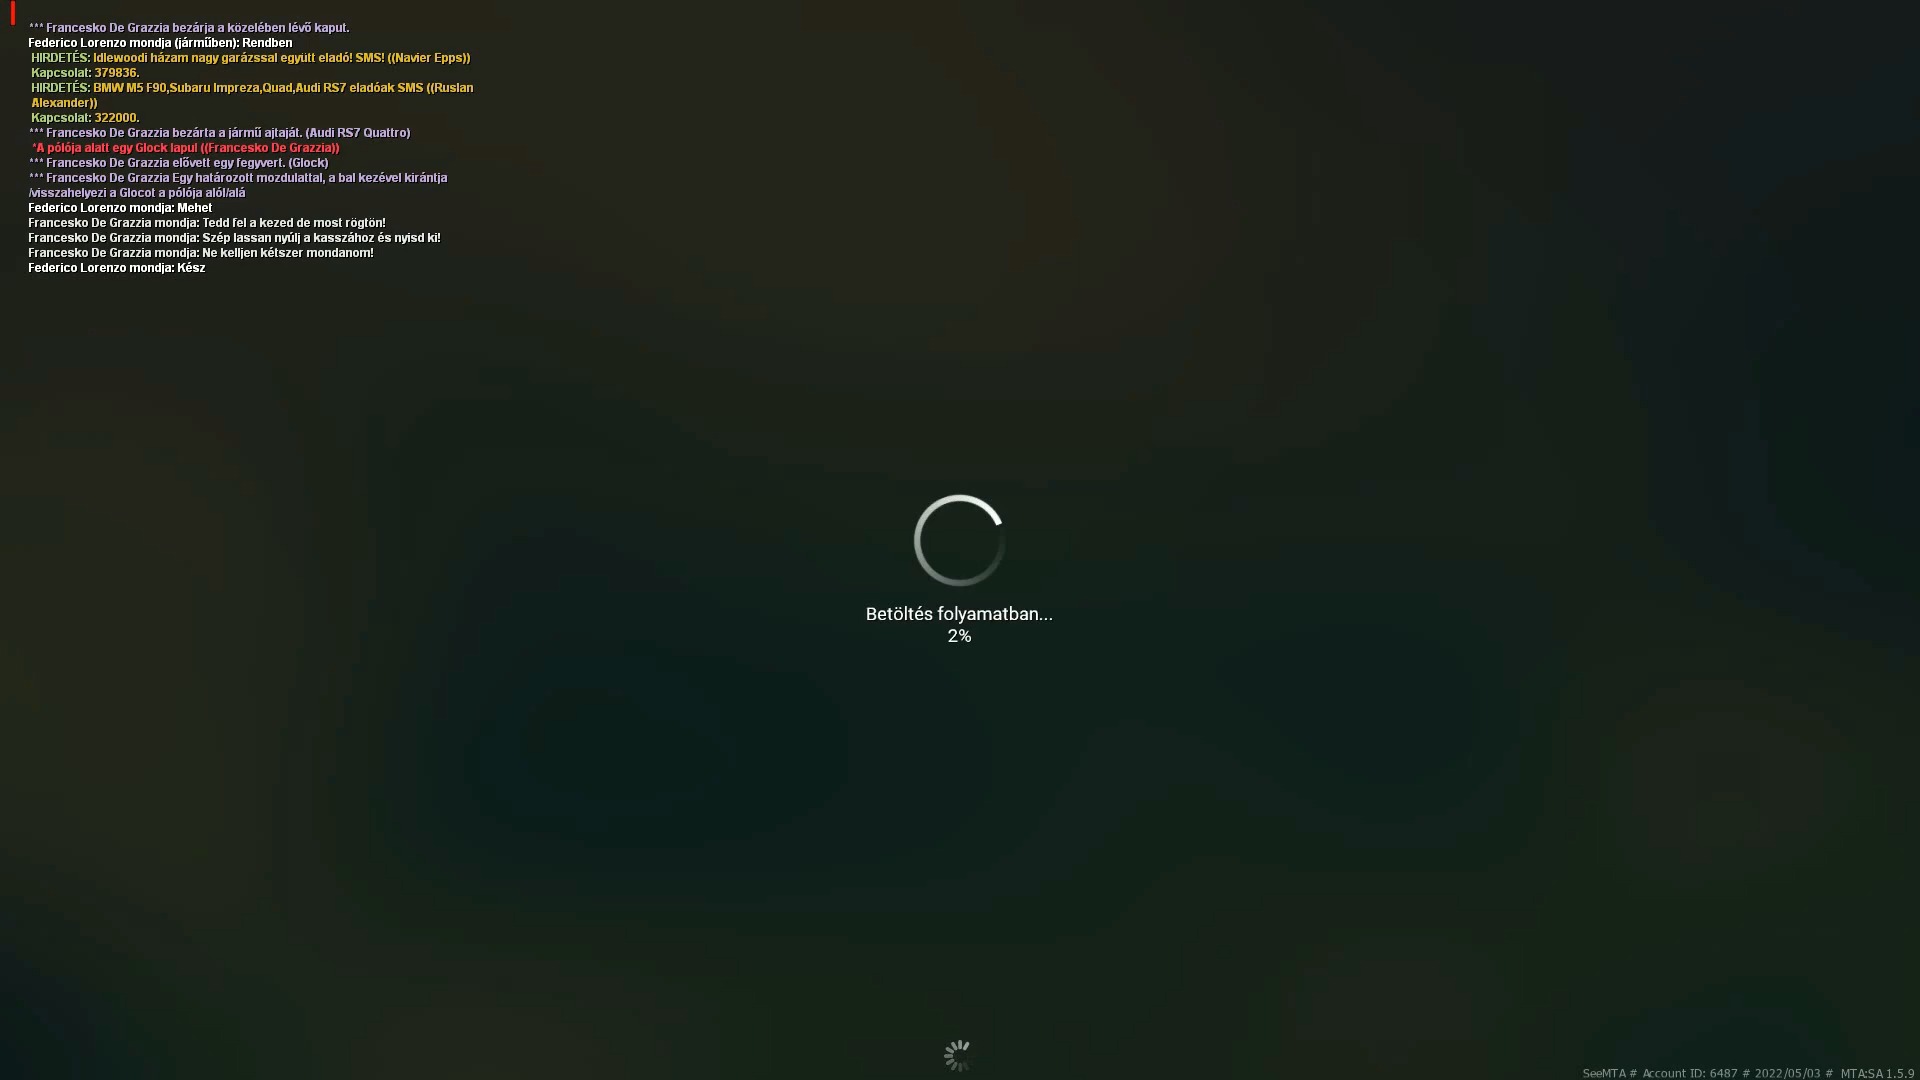 *** Francesko De Grazzia bezárja a közelében lévő kaput.
Federico Lorenzo mondja (járműben): Rendben
HIRDETÉS: Idlewoodi házam nagy garázssal együtt eladó! SMS! ((Navier Epps))
Kapcsolat: 379836.
HIRDETÉS: BMW M5 F90,Subaru Impreza,Quad,Audi RS7 eladóak SMS ((Ruslan
Alexander))
Kapcsolat: 322000.
*** Francesko De Grazzia bezárta a jármű ajtaját. (Audi RS7 Quattro)
*A pólója alatt egy Glock lapul ((Francesko De Grazzia))
*** Francesko De Grazzia elővett egy fegyvert. (Glock)
*** Francesko De Grazzia Egy határozott mozdulattal, a bal kezével kirántja
/visszahelyezi a Glocot a pólója alól/alá
Federico Lorenzo mondja: Mehet
Francesko De Grazzia mondja: Tedd fel a kezed de most rögtön!
Francesko De Grazzia mondja: Szép lassan nyúlj a kasszához és nyisd ki!
Francesko De Grazzia mondja: Ne kelljen kétszer mondanom!
Federico Lorenzo mondja: Kész
Betöltés folyamatban...
2%
SeeMTA # Account ID: 6487 # 2022/05/03 # MTA:SA 1.5.9